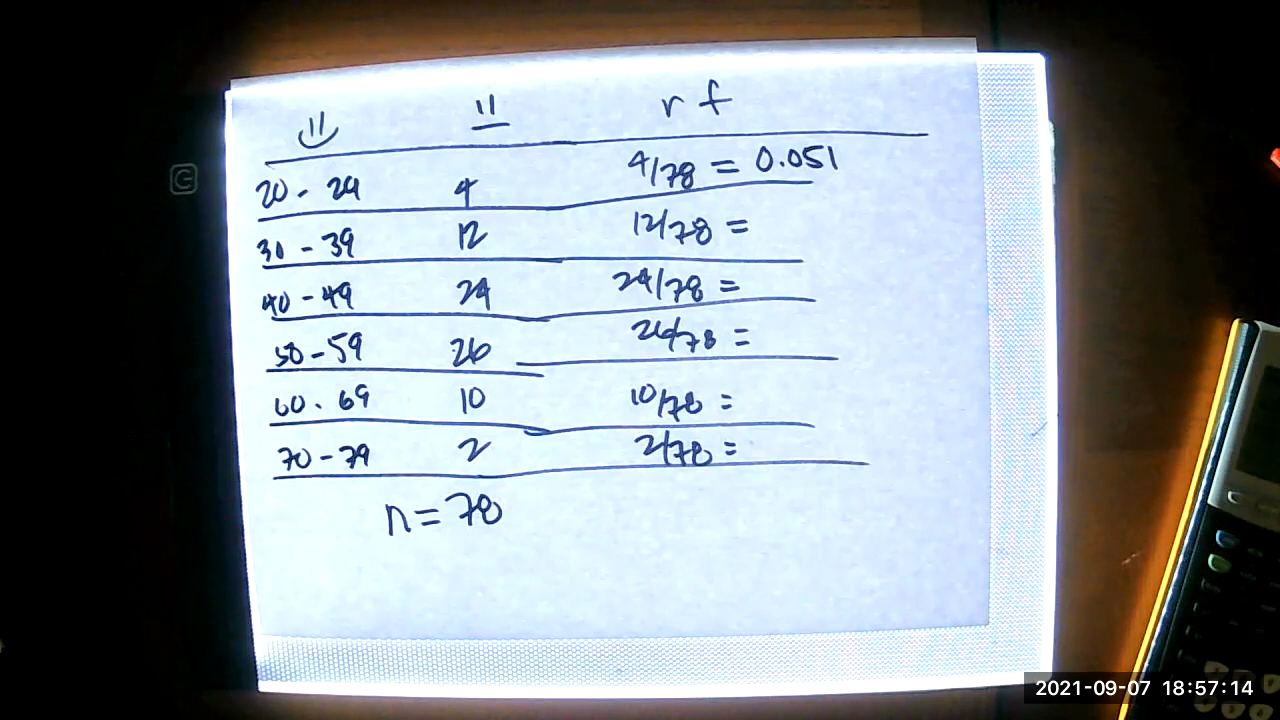 r f
20 - 29 4 4/78 = 0.051
30 - 39 12 12/78 =
40 - 49 24 24/78 =
50 - 59 26 26/78 =
60 - 69 10 10/78 =
70 - 79 2 2/78 =
n = 78
2021-09-07 18:57:14